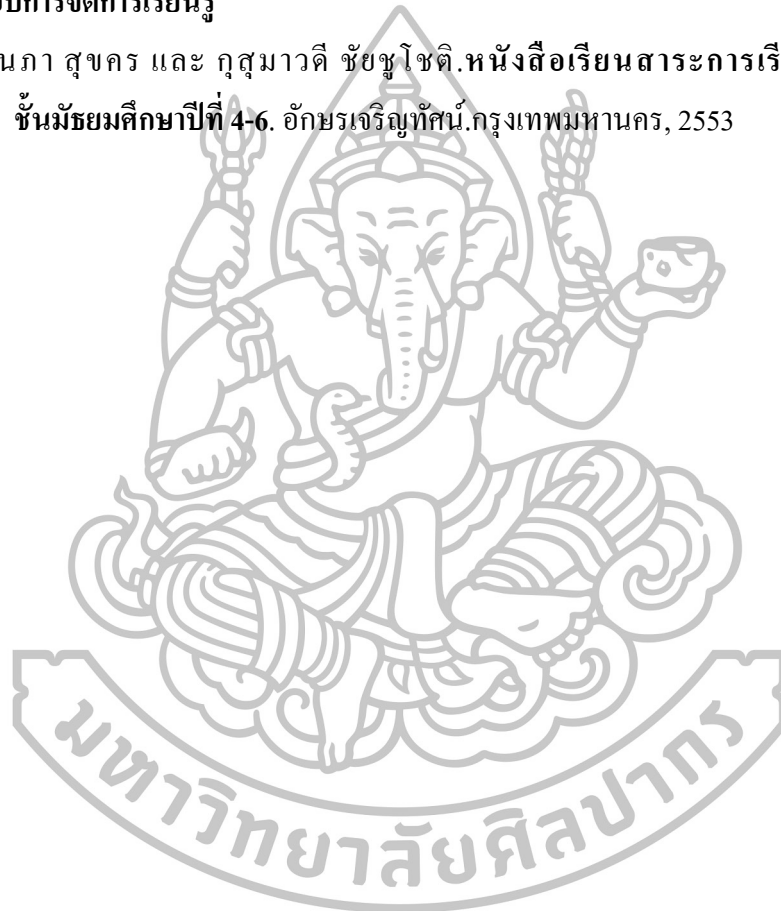 การจัดการเรียนรู้
นภา สุขคร และ กุสุมาวดี ชัยชูโชติ.หนังสือเรียนสาระการเรี
ชั้นมัธยมศึกษาปีที่ 4-6. อักษรเจริญทัศน์.กรุงเทพมหานคร, 2553
มหาวิทยาลัยศิลปากร